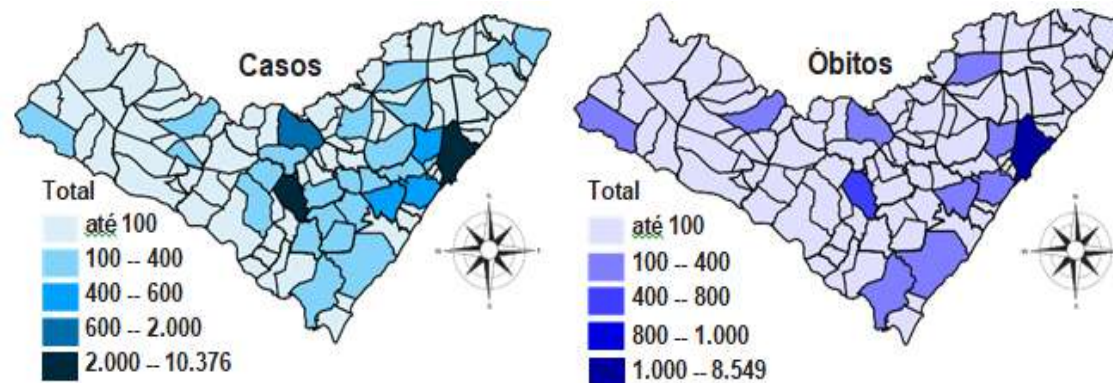 Casos
Total
até 100
100 -- 400
400 -- 600
600 -- 2.000
2.000 -- 10.376
Óbitos
Total
até 100
100 -- 400
400 -- 800
800 -- 1.000
1.000 -- 8.549